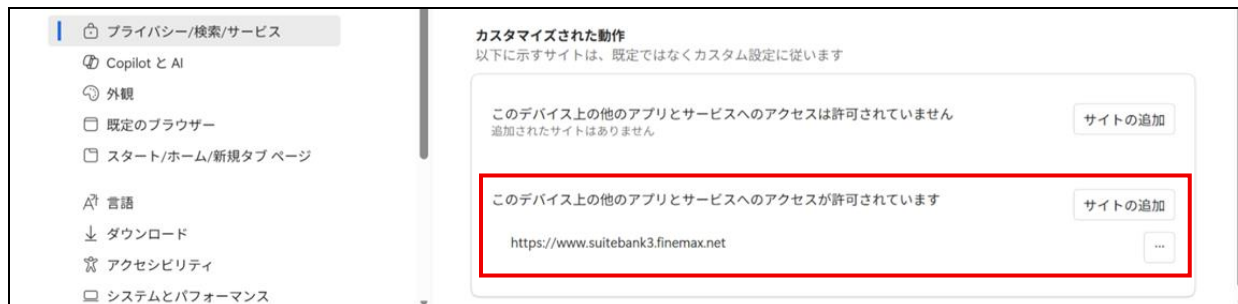 プライバシー/検索/サービス
Copilot と AI
外観
既定のブラウザー
スタート/ホーム/新規タブ ページ
言語
ダウンロード
アクセシビリティ
システムとパフォーマンス
カスタマイズされた動作
以下に示すサイトは、既定ではなくカスタム設定に従います
このデバイス上の他のアプリとサービスへのアクセスは許可されていません
追加されたサイトはありません
サイトの追加
このデバイス上の他のアプリとサービスへのアクセスが許可されています
サイトの追加
https://www.suitebank3.finemax.net